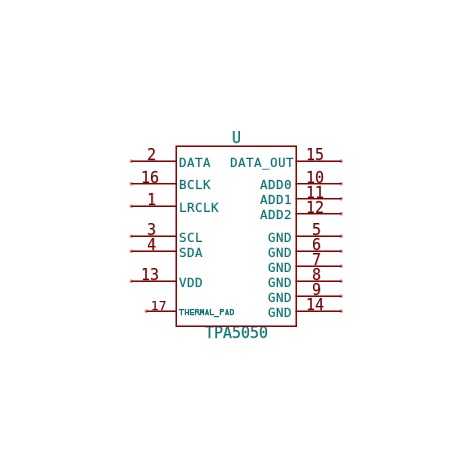 U
2 DATA DATA_OUT 15
16 BCLK ADD0 10
ADD1 11
1 LRCLK ADD2 12
3 SCL GND 5
4 SDA GND 6
GND 7
13 VDD GND 8
GND 9
17 THERMAL_PAD GND 14
TPA5050